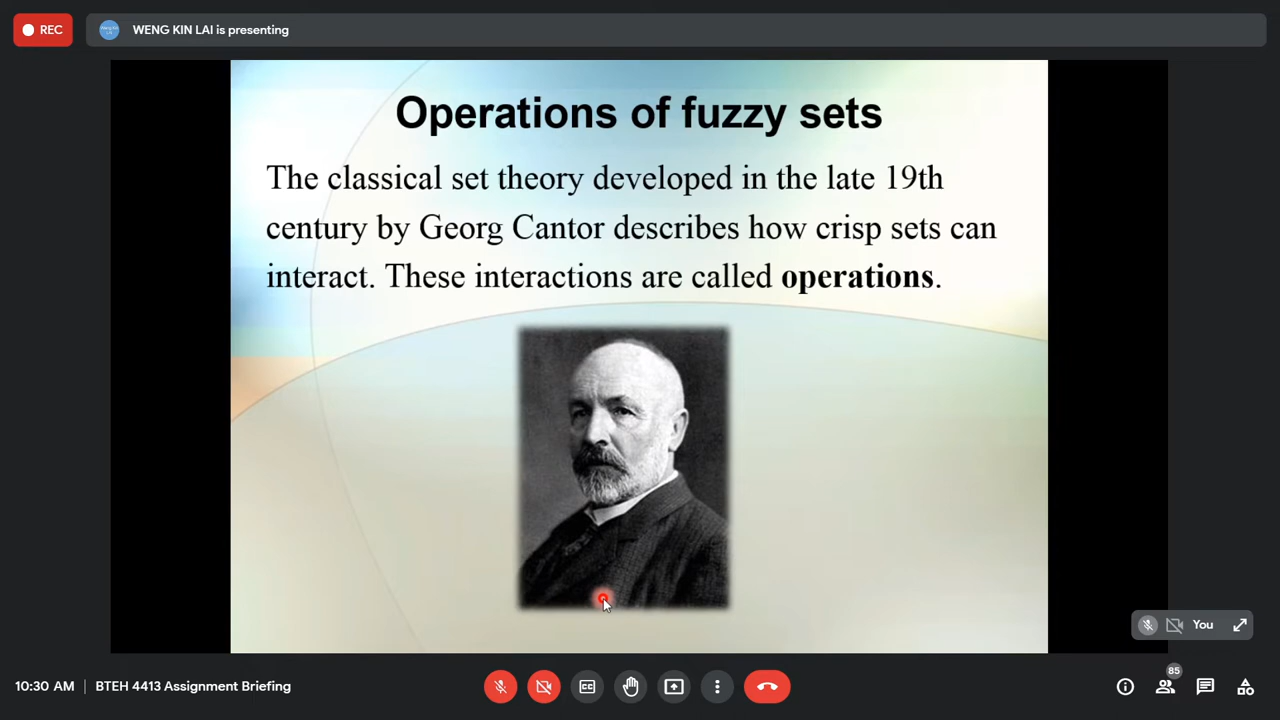 REC
WENG KIN LAI is presenting
Operations of fuzzy sets
The classical set theory developed in the late 19th
century by Georg Cantor describes how crisp sets can
interact. These interactions are called operations.
You
10:30 AM | BTEH 4413 Assignment Briefing
85